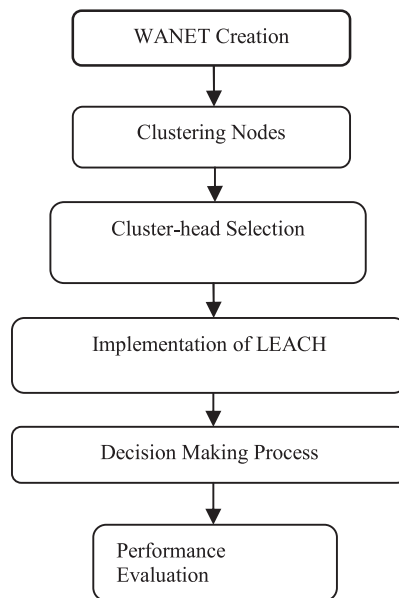 WANET Creation
Clustering Nodes
Cluster-head Selection
Implementation of LEACH
Decision Making Process
Performance
Evaluation